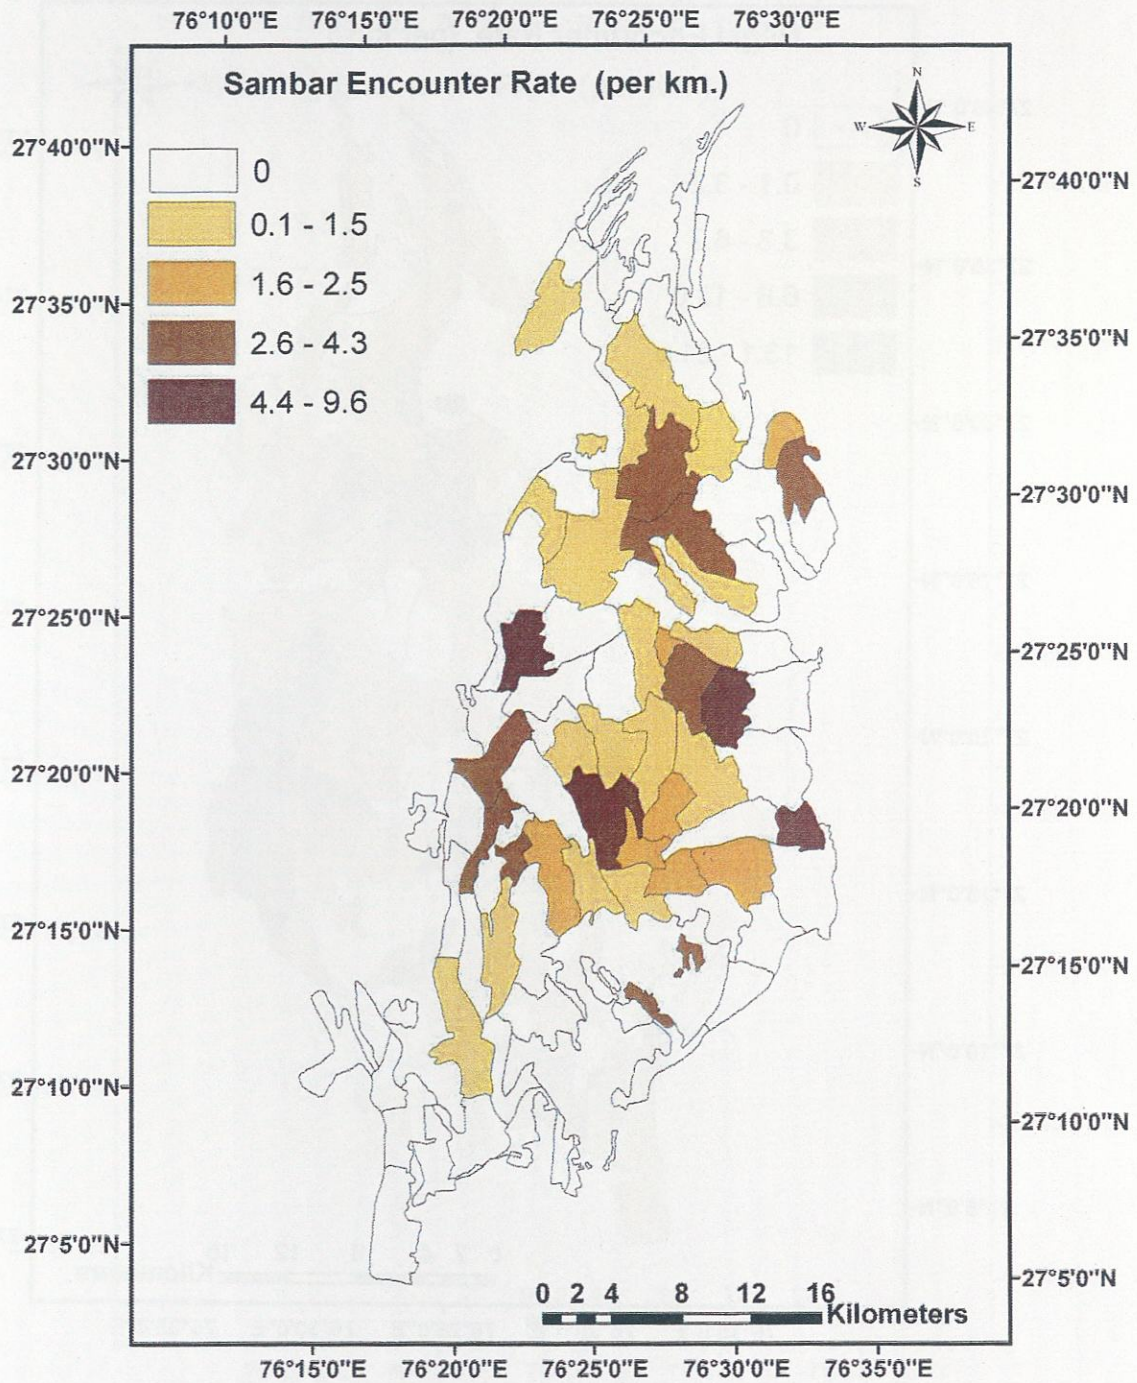 76°10'0"E 76°15'0"E 76°20'0"E 76°25'0"E 76°30'0"E
Sambar Encounter Rate (per km.)
N
W E
S
0
0.1 - 1.5
1.6 - 2.5
2.6 - 4.3
4.4 - 9.6
27°40'0"N
27°35'0"N
27°30'0"N
27°25'0"N
27°20'0"N
27°15'0"N
27°10'0"N
27°5'0"N
27°40'0"N
27°35'0"N
27°30'0"N
27°25'0"N
27°20'0"N
27°15'0"N
27°10'0"N
27°5'0"N
0 2 4 8 12 16
Kilometers
76°15'0"E 76°20'0"E 76°25'0"E 76°30'0"E 76°35'0"E